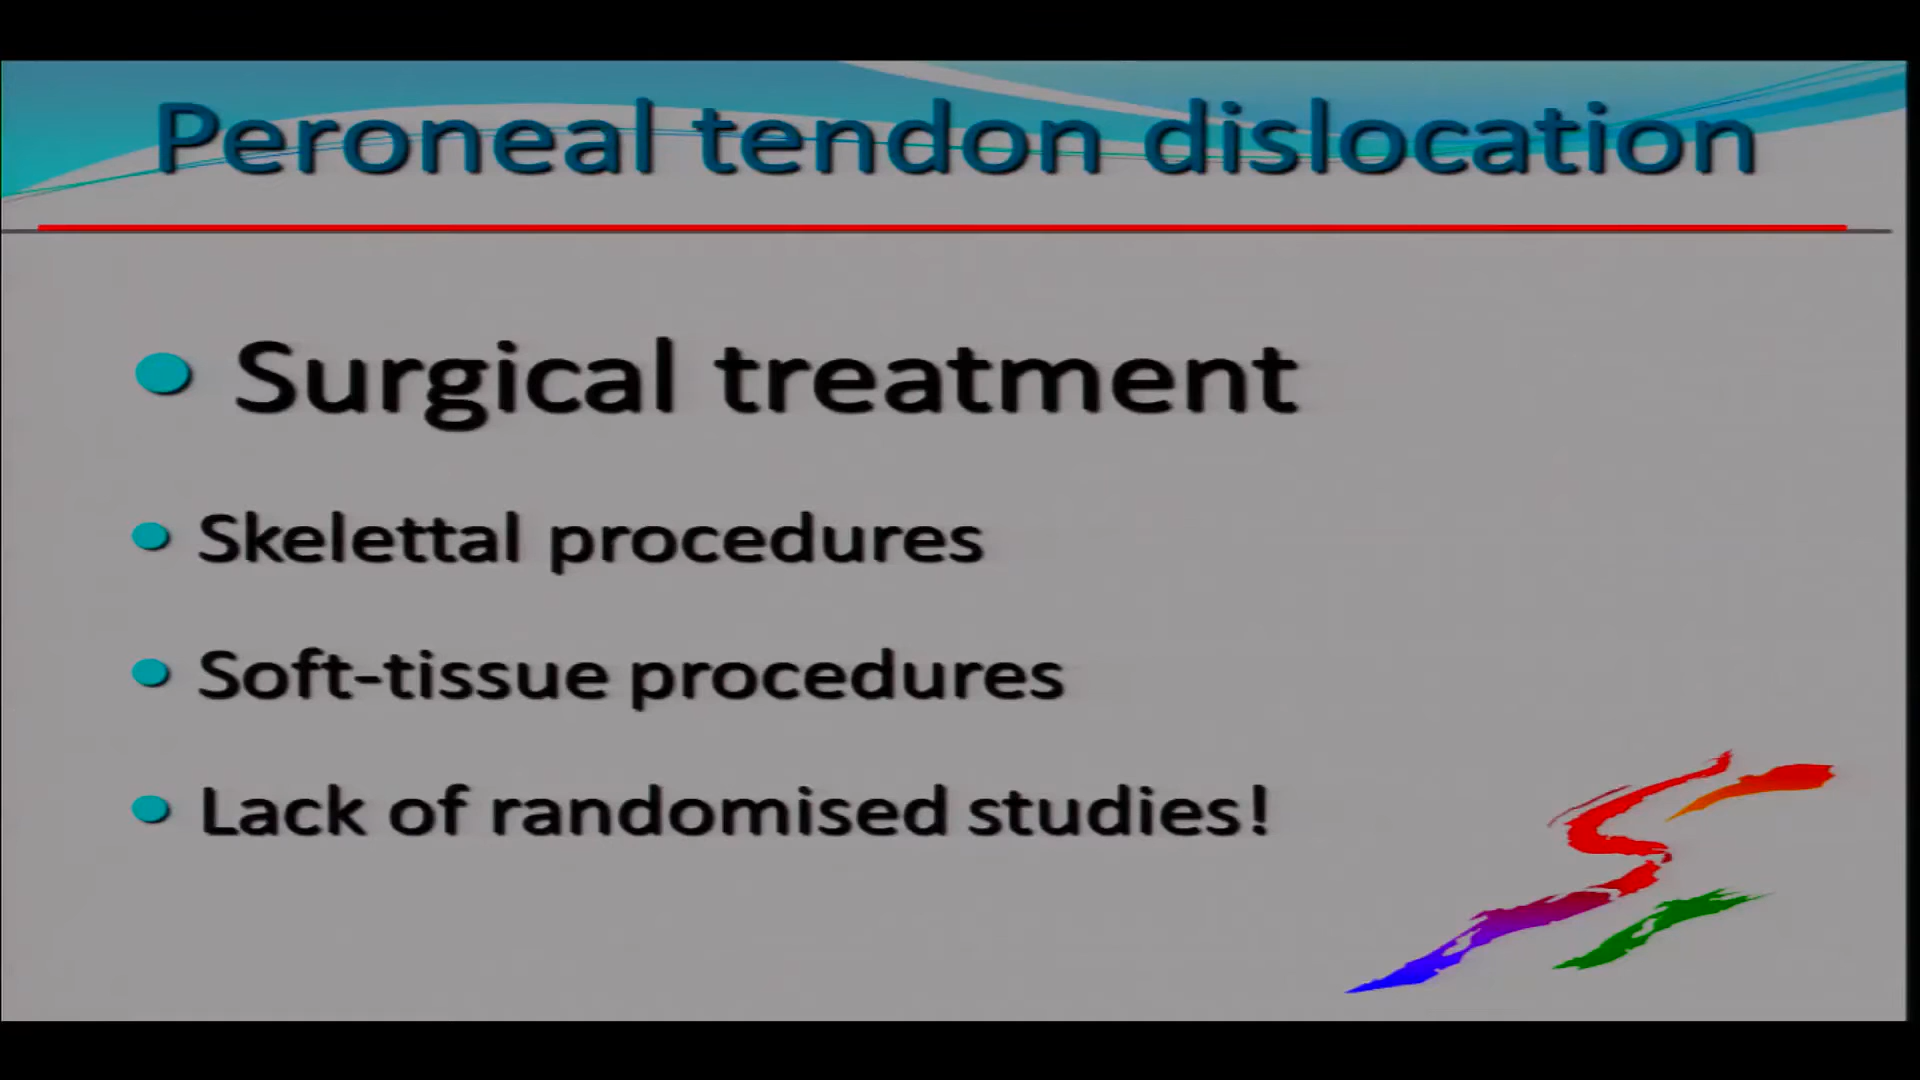 Peroneal tendon dislocation
• Surgical treatment
• Skelettal procedures
• Soft-tissue procedures
• Lack of randomised studies!